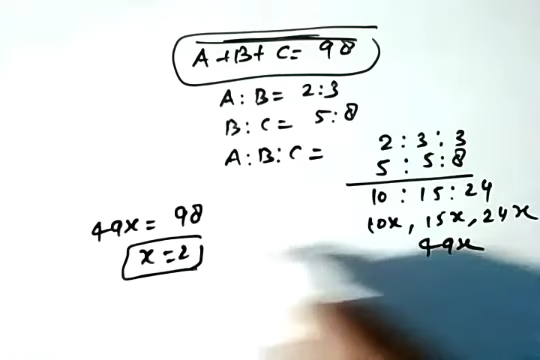 A+B+C= 98
A:B= 2:3
B:C= 5:8
A:B:C=
2:3:3
5:5:8
10:15:24
10x, 15x, 24x
49x
49x= 98
x=2